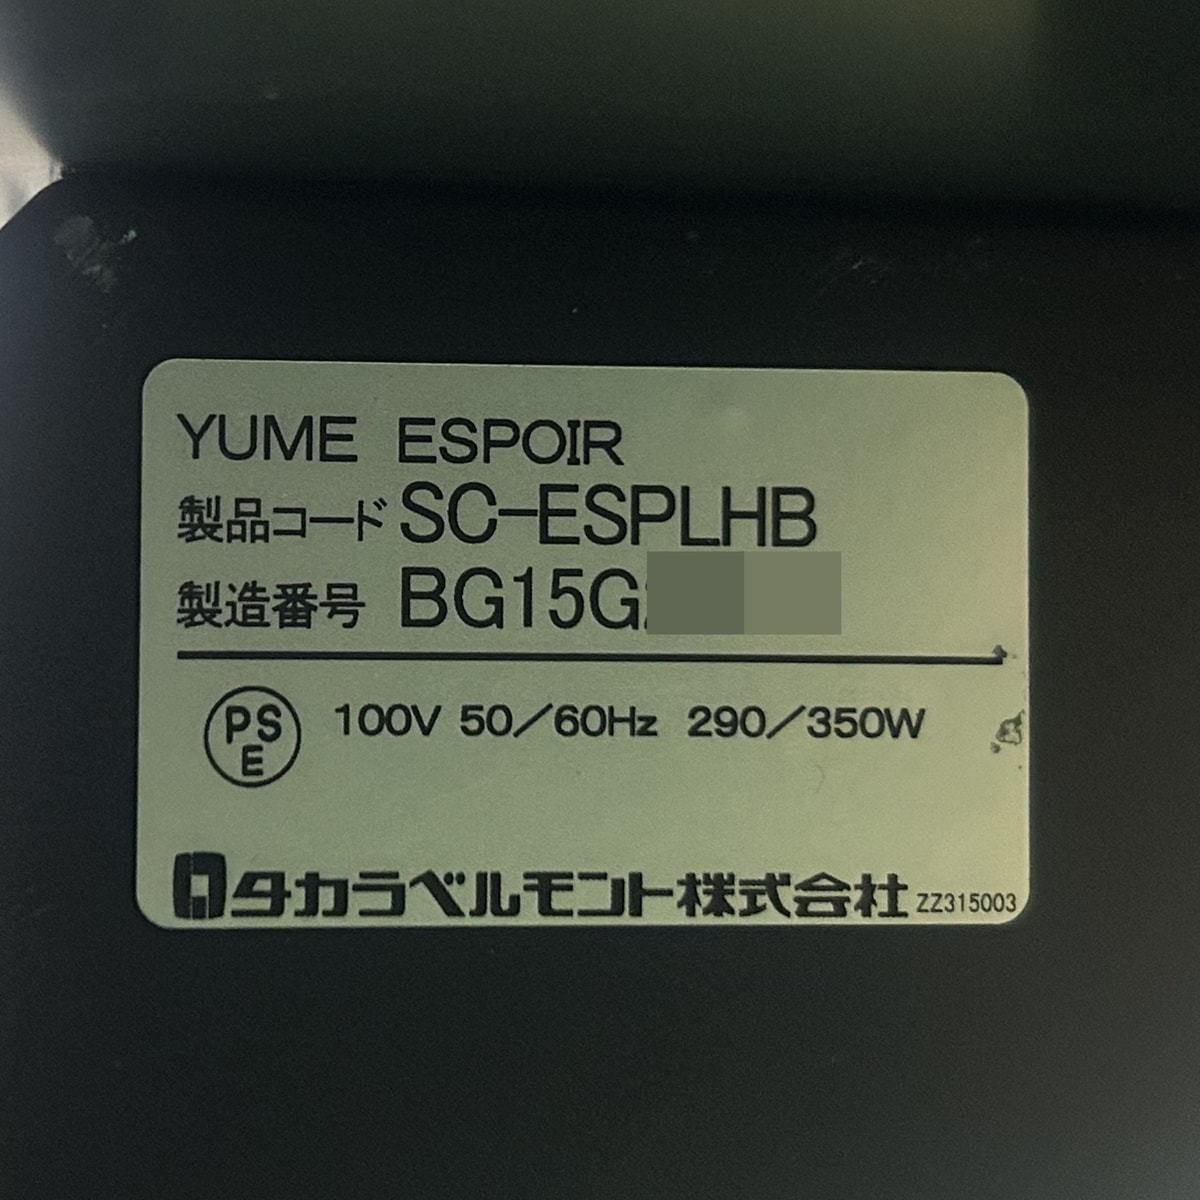 YUME ESPOIR
製品コード SC-ESPLHB
製造番号 BG15G
PSE 100V 50/60Hz 290/350W
タカラベルモント株式会社 ZZ315003